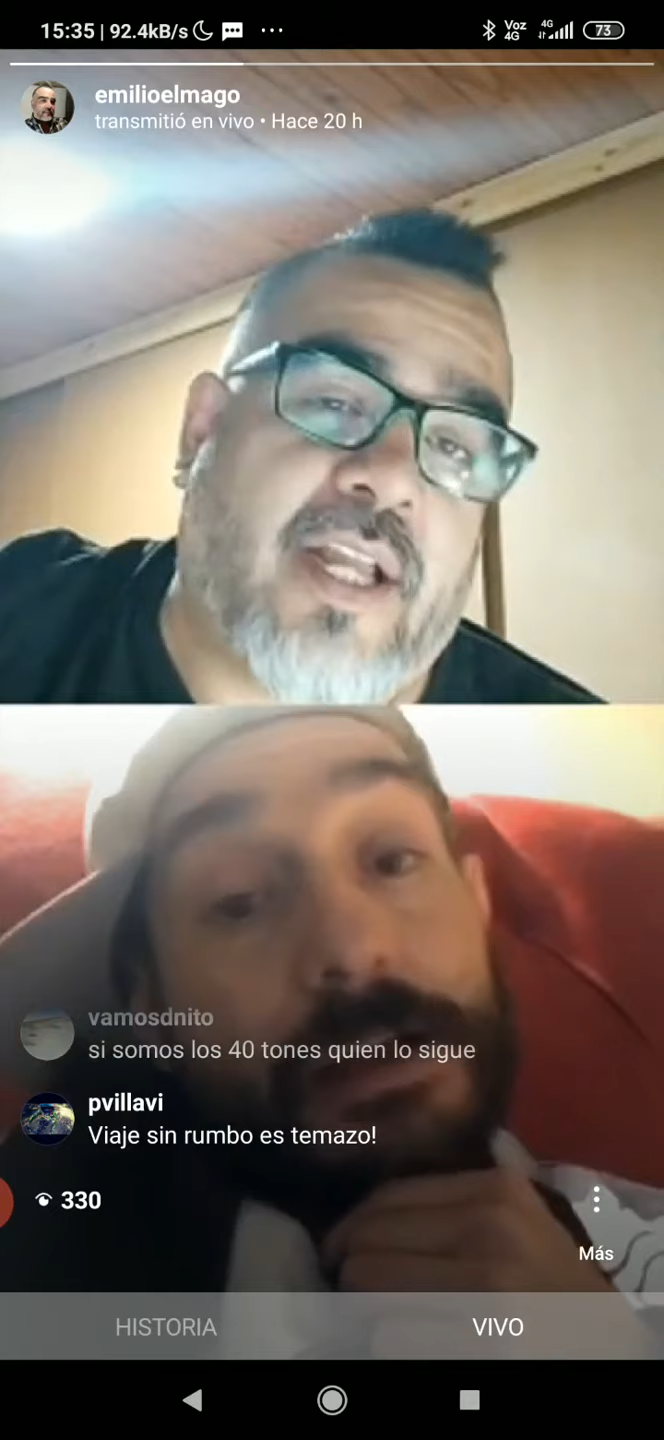 15:35 | 92.4kB/s ...
Voz 4G 4G 73
emilioelmago
transmitió en vivo • Hace 20 h
vamosdnito
si somos los 40 tones quien lo sigue
pvillavi
Viaje sin rumbo es temazo!
330
Más
HISTORIA VIVO